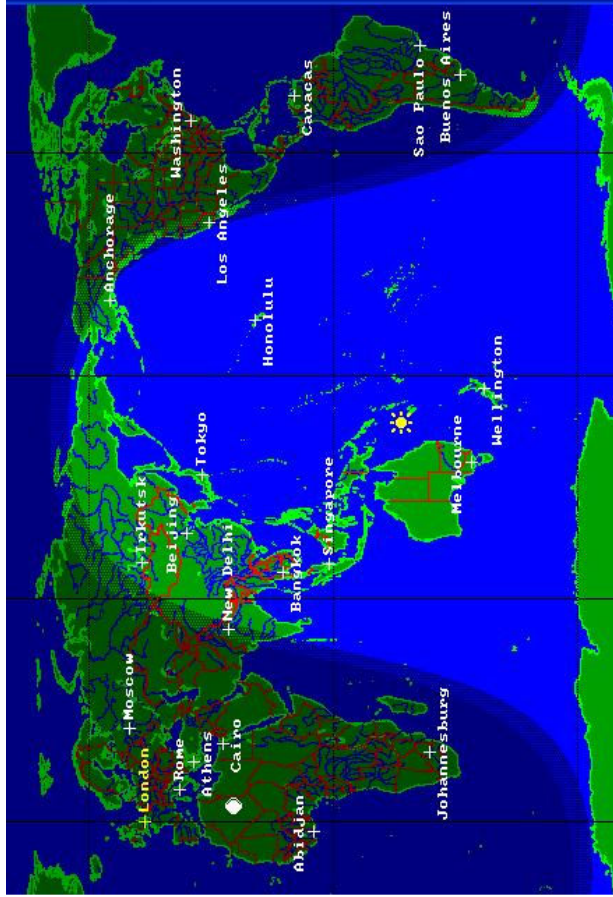 Anchorage
Moscow
Irkutsk
London
Beijing
Washington
Rome
Tokyo
Athens
Los Angeles
New Delhi
Cairo
Honolulu
Bangkok
Abidjan
Caracas
Singapore
Sao Paulo
Johannesburg
Buenos Aires
Melbourne
Wellington